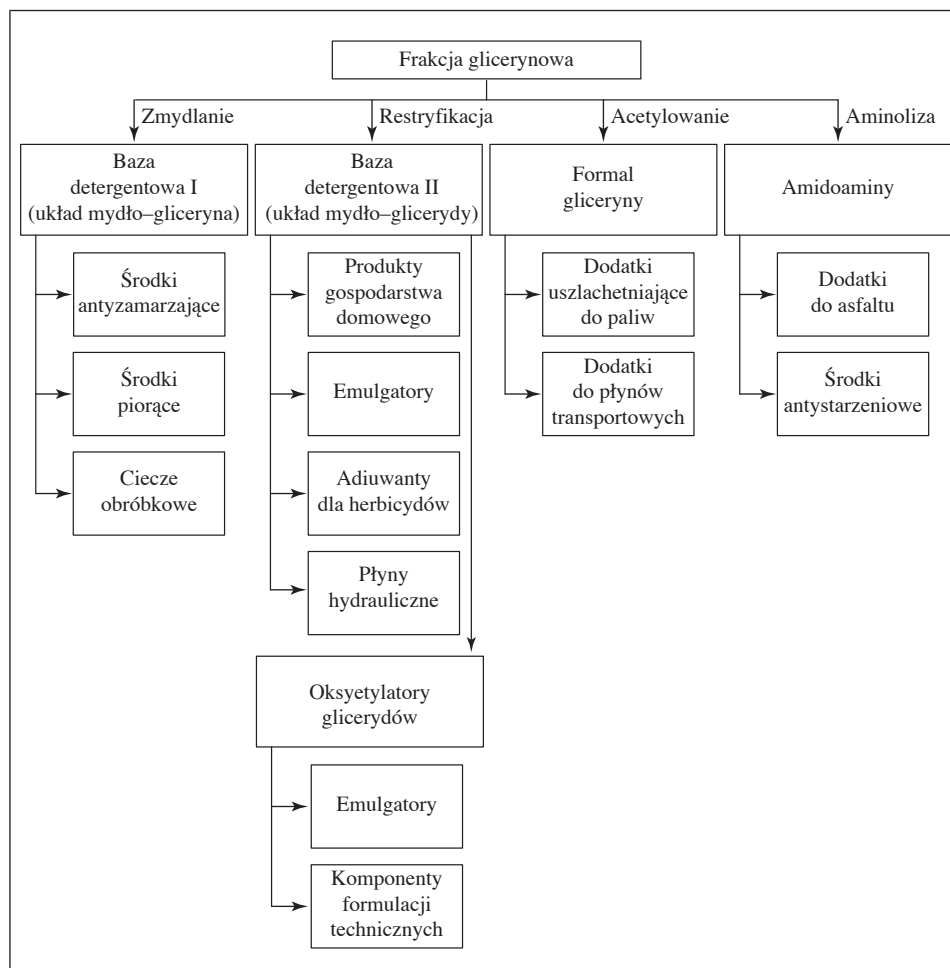 Frakcja glicerynowa
Zmydlanie
Restryfikacja
Acetylowanie
Aminoliza
Baza
detergentowa I
(układ mydło–gliceryna)
Baza
detergentowa II
(układ mydło–glicerydy)
Formal
gliceryny
Amidoaminy
Środki
antyzamarzające
Środki
piorące
Ciecze
obróbkowe
Produkty
gospodarstwa
domowego
Emulgatory
Adiuwanty
dla herbicydów
Płyny
hydrauliczne
Oksyetylatory
glicerydów
Emulgatory
Komponenty
formulacji
technicznych
Dodatki
uszlachetniające
do paliw
Dodatki
do płynów
transportowych
Dodatki
do asfaltu
Środki
antystarzeniowe